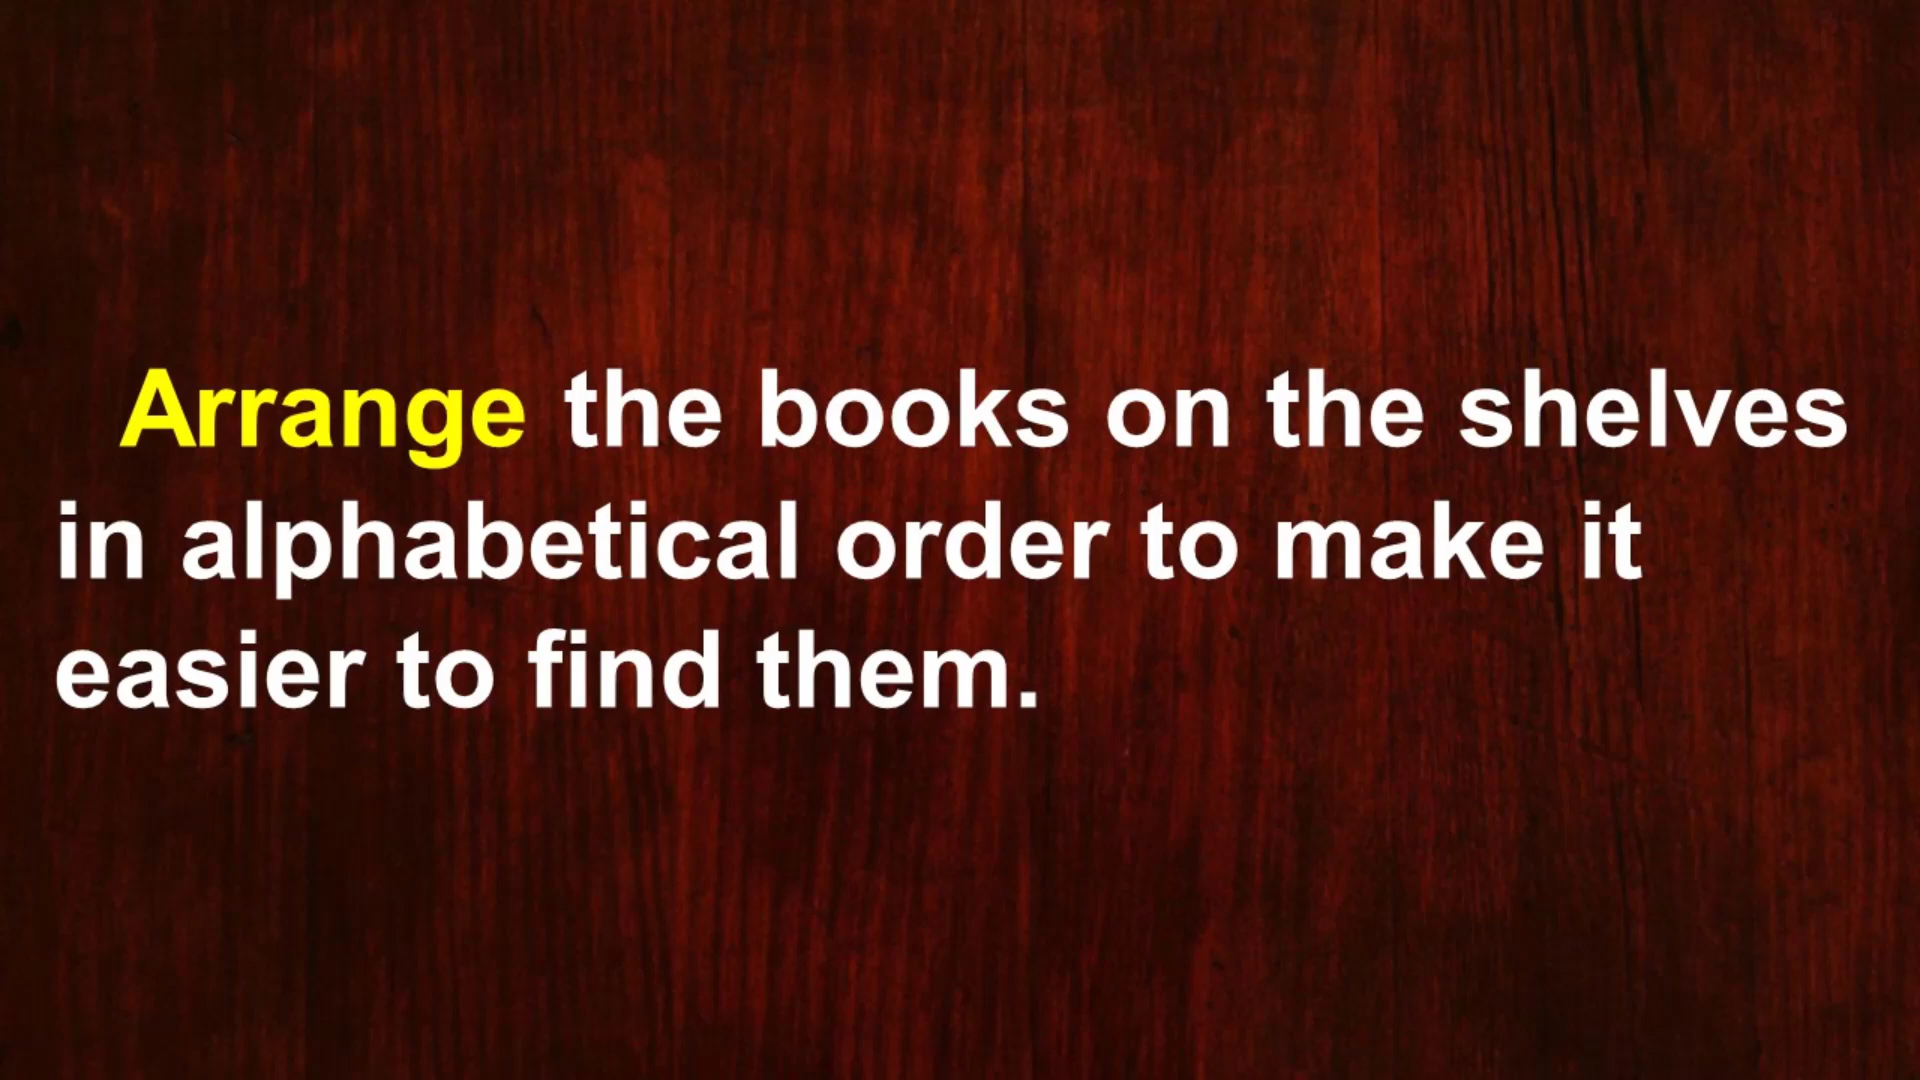 Arrange the books on the shelves
in alphabetical order to make it
easier to find them.